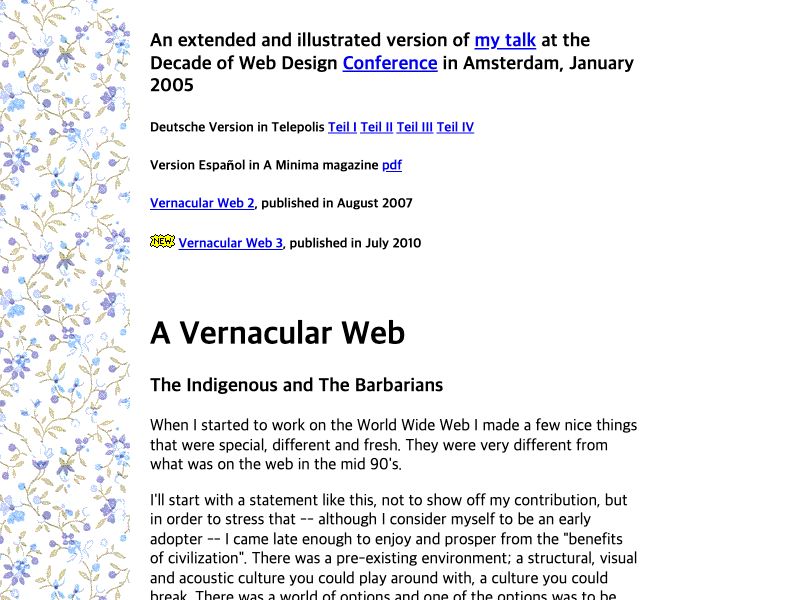 An extended and illustrated version of my talk at the
Decade of Web Design Conference in Amsterdam, January
2005
Deutsche Version in Telepolis Teil I Teil II Teil III Teil IV
Version Español in A Minima magazine pdf
Vernacular Web 2, published in August 2007
NEW Vernacular Web 3, published in July 2010
A Vernacular Web
The Indigenous and The Barbarians
When I started to work on the World Wide Web I made a few nice things
that were special, different and fresh. They were very different from
what was on the web in the mid 90's.
I'll start with a statement like this, not to show off my contribution, but
in order to stress that -- although I consider myself to be an early
adopter -- I came late enough to enjoy and prosper from the "benefits
of civilization". There was a pre-existing environment; a structural, visual
and acoustic culture you could play around with, a culture you could
break. There was a world of options and one of the options was to be